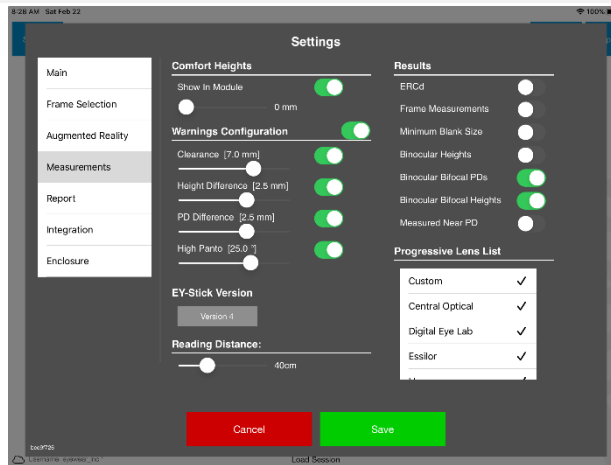 8:28 AM Sat Feb 22
100%
Settings
Main
Frame Selection
Augmented Reality
Measurements
Report
Integration
Enclosure
Comfort Heights
Show In Module
0 mm
Warnings Configuration
Clearance [7.0 mm]
Height Difference [2.5 mm]
PD Difference [2.5 mm]
High Panto [25.0 °]
EY-Stick Version
Version 4
Reading Distance:
40cm
Results
ERCd
Frame Measurements
Minimum Blank Size
Binocular Heights
Binocular Bifocal PDs
Binocular Bifocal Heights
Measured Near PD
Progressive Lens List
Custom
Central Optical
Digital Eye Lab
Essilor
Cancel
Save
Load Session